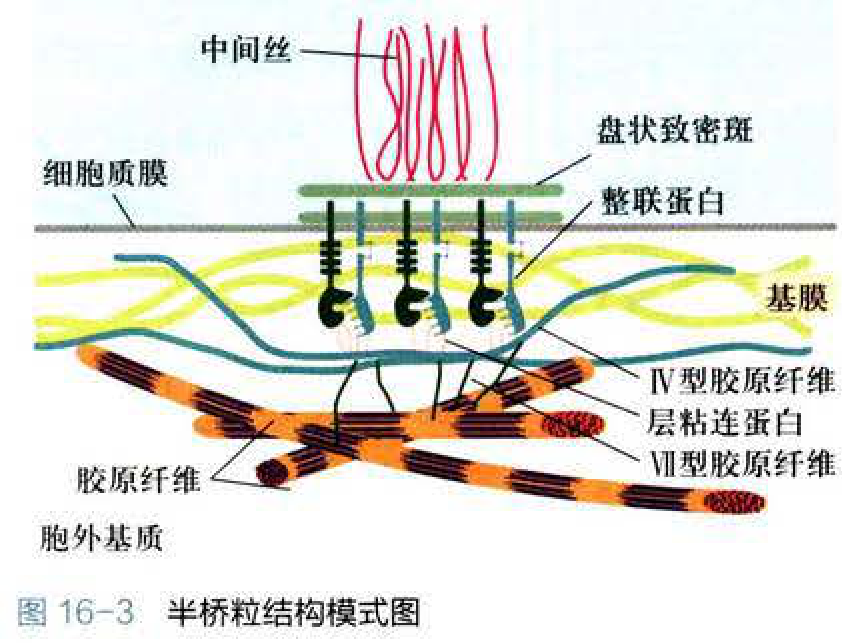 中间丝
盘状致密斑
细胞质膜
整联蛋白
基膜
Ⅳ型胶原纤维
层粘连蛋白
胶原纤维
Ⅶ型胶原纤维
胞外基质
图 16-3 半桥粒结构模式图